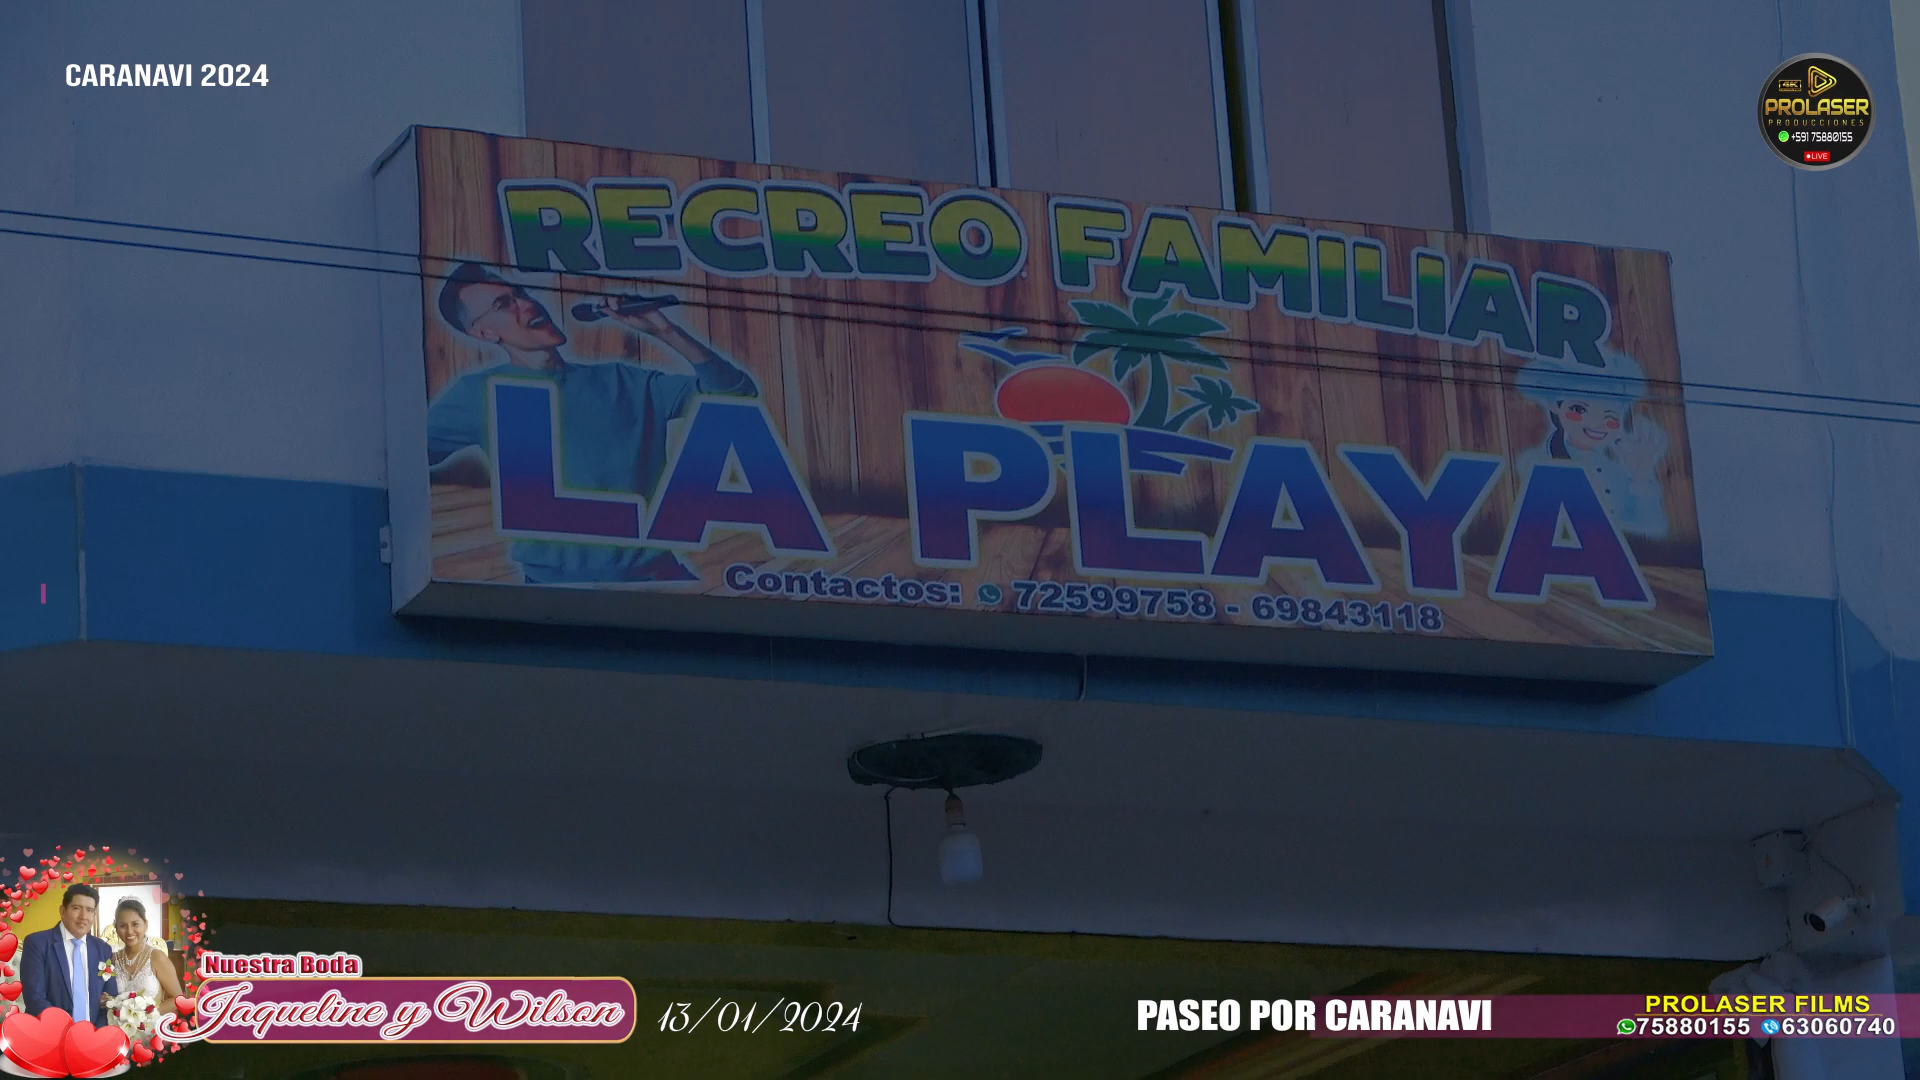 CARANAVI 2024
4K
PROLASER
PRODUCCIONES
+591 75880155
LIVE
RECREO FAMILIAR
LA PLAYA
Contactos: 72599758 - 69843118
Nuestra Boda
Jaqueline y Wilson
13/01/2024
PASEO POR CARANAVI
PROLASER FILMS
75880155 63060740